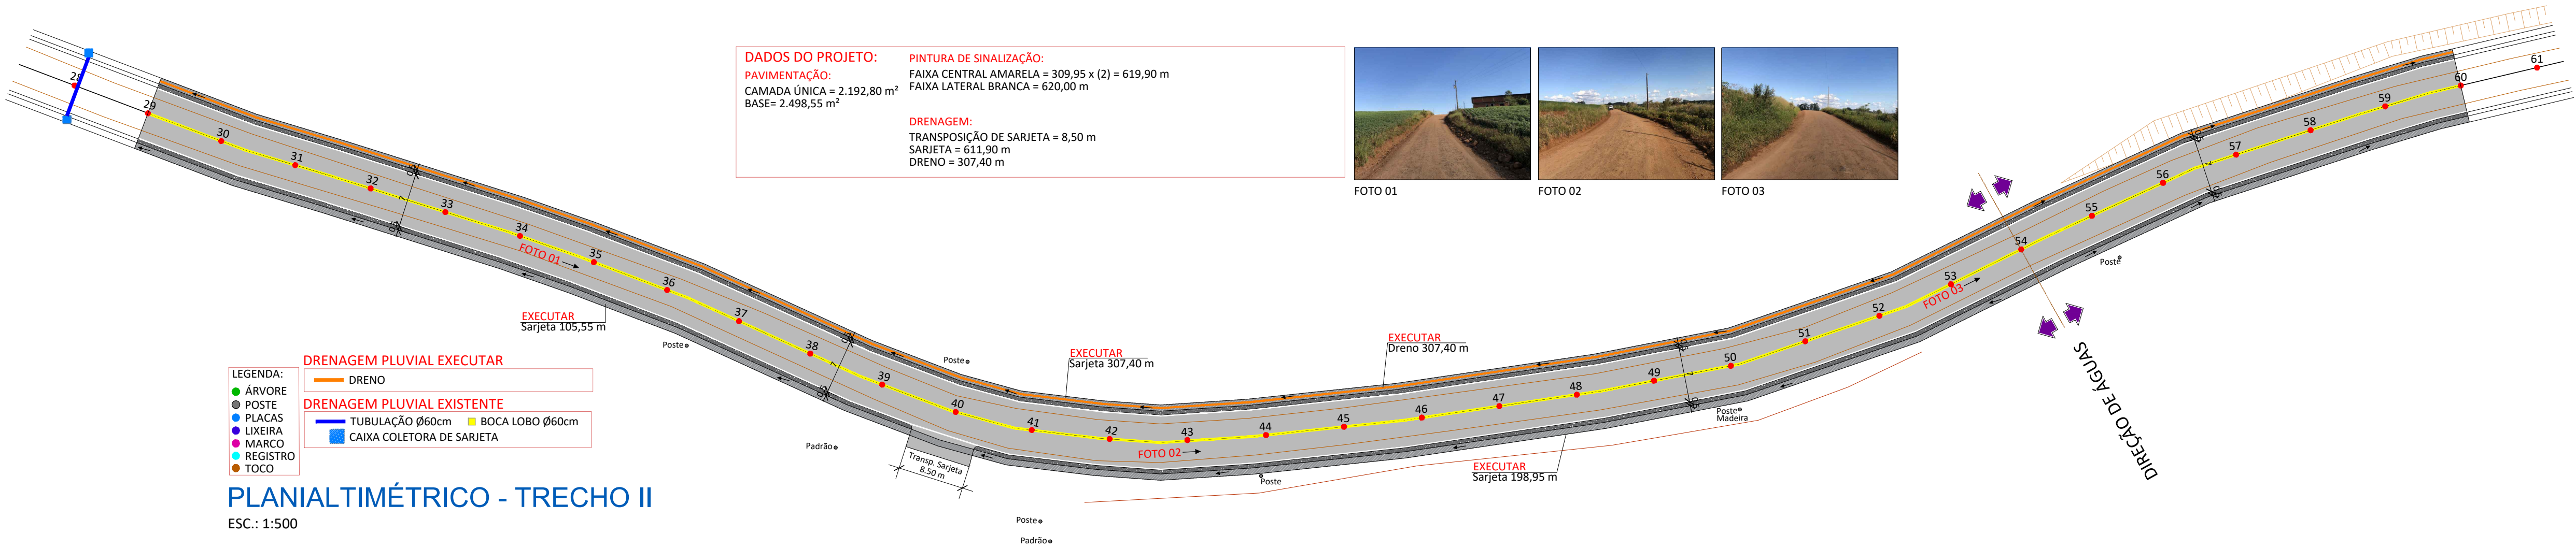 DADOS DO PROJETO:
PAVIMENTAÇÃO:
CAMADA ÚNICA = 2.192,80 m²
BASE= 2.498,55 m²
PINTURA DE SINALIZAÇÃO:
FAIXA CENTRAL AMARELA = 309,95 x (2) = 619,90 m
FAIXA LATERAL BRANCA = 620,00 m
DRENAGEM:
TRANSPOSIÇÃO DE SARJETA = 8,50 m
SARJETA = 611,90 m
DRENO = 307,40 m
FOTO 01
FOTO 02
FOTO 03
28
29
30
31
32
33
34
35
36
37
38
39
40
41
42
43
44
45
46
47
48
49
50
51
52
53
54
55
56
57
58
59
60
61
7
7
7
7
FOTO 01
FOTO 02
FOTO 03
EXECUTAR
Sarjeta 105,55 m
EXECUTAR
Sarjeta 307,40 m
EXECUTAR
Dreno 307,40 m
EXECUTAR
Sarjeta 198,95 m
Transp. Sarjeta
8.50 m
Poste
Poste
Padrão
Poste
Padrão
Poste
Poste
Madeira
Poste
DIREÇÃO DE ÁGUAS
LEGENDA:
ÁRVORE
POSTE
PLACAS
LIXEIRA
MARCO
REGISTRO
TOCO
DRENAGEM PLUVIAL EXECUTAR
DRENO
DRENAGEM PLUVIAL EXISTENTE
TUBULAÇÃO Ø60cm
BOCA LOBO Ø60cm
CAIXA COLETORA DE SARJETA
PLANIALTIMÉTRICO - TRECHO II
ESC.: 1:500